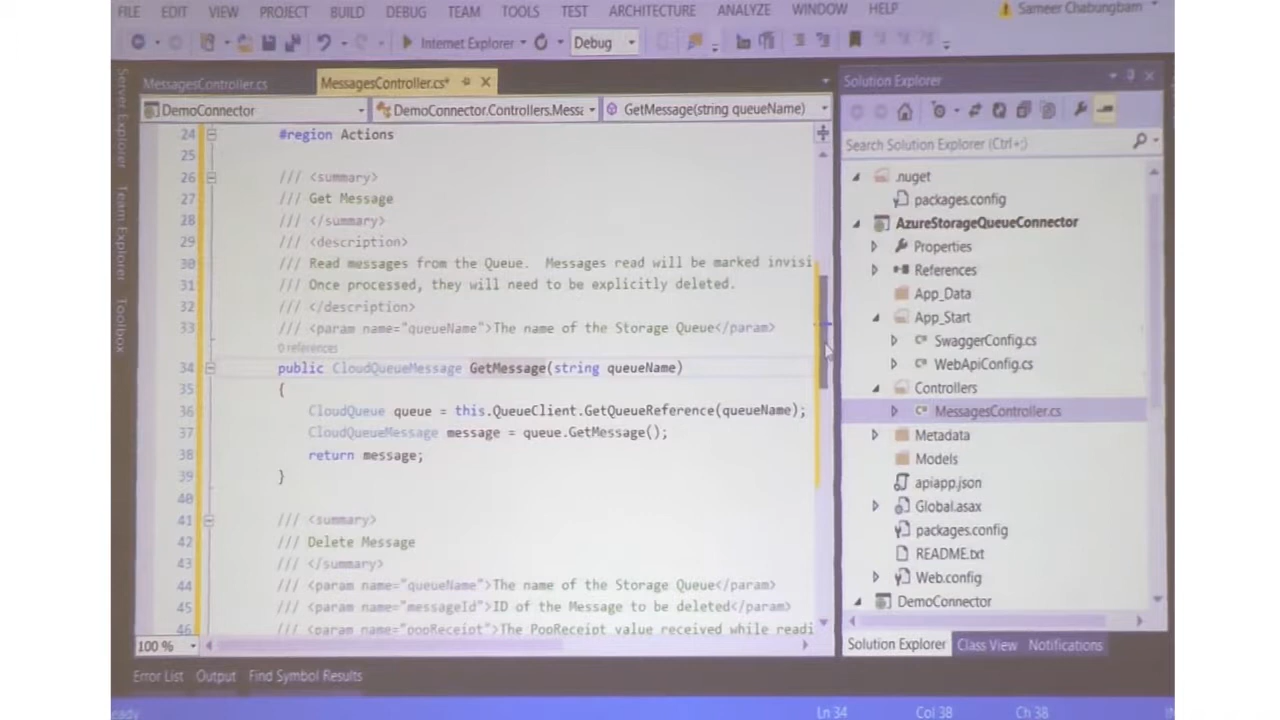 FILE EDIT VIEW PROJECT BUILD DEBUG TEAM TOOLS TEST ARCHITECTURE ANALYZE WINDOW HELP Sameer Chabungbam
Internet Explorer Debug
Server Explorer
Team Explorer
Toolbox
MessagesController.cs MessagesController.cs*
DemoConnector DemoConnector.Controllers.Messa GetMessage(string queueName)
24 #region Actions
25
26 /// <summary>
27 /// Get Message
28 /// </summary>
29 /// <description>
30 /// Read messages from the Queue. Messages read will be marked invisi
31 /// Once processed, they will need to be explicitly deleted.
32 /// </description>
33 /// <param name="queueName">The name of the Storage Queue</param>
0 references
34 public CloudQueueMessage GetMessage(string queueName)
35 {
36 CloudQueue queue = this.QueueClient.GetQueueReference(queueName);
37 CloudQueueMessage message = queue.GetMessage();
38 return message;
39 }
40
41 /// <summary>
42 /// Delete Message
43 /// </summary>
44 /// <param name="queueName">The name of the Storage Queue</param>
45 /// <param name="messageId">ID of the Message to be deleted</param>
46 /// <param name="popReceipt">The PopReceipt value received while readi
100 %
Solution Explorer
Search Solution Explorer (Ctrl+;)
.nuget
packages.config
AzureStorageQueueConnector
Properties
References
App_Data
App_Start
SwaggerConfig.cs
WebApiConfig.cs
Controllers
MessagesController.cs
Metadata
Models
apiapp.json
Global.asax
packages.config
README.txt
Web.config
DemoConnector
Solution Explorer Class View Notifications
Error List Output Find Symbol Results
eady Ln 34 Col 38 Ch 38